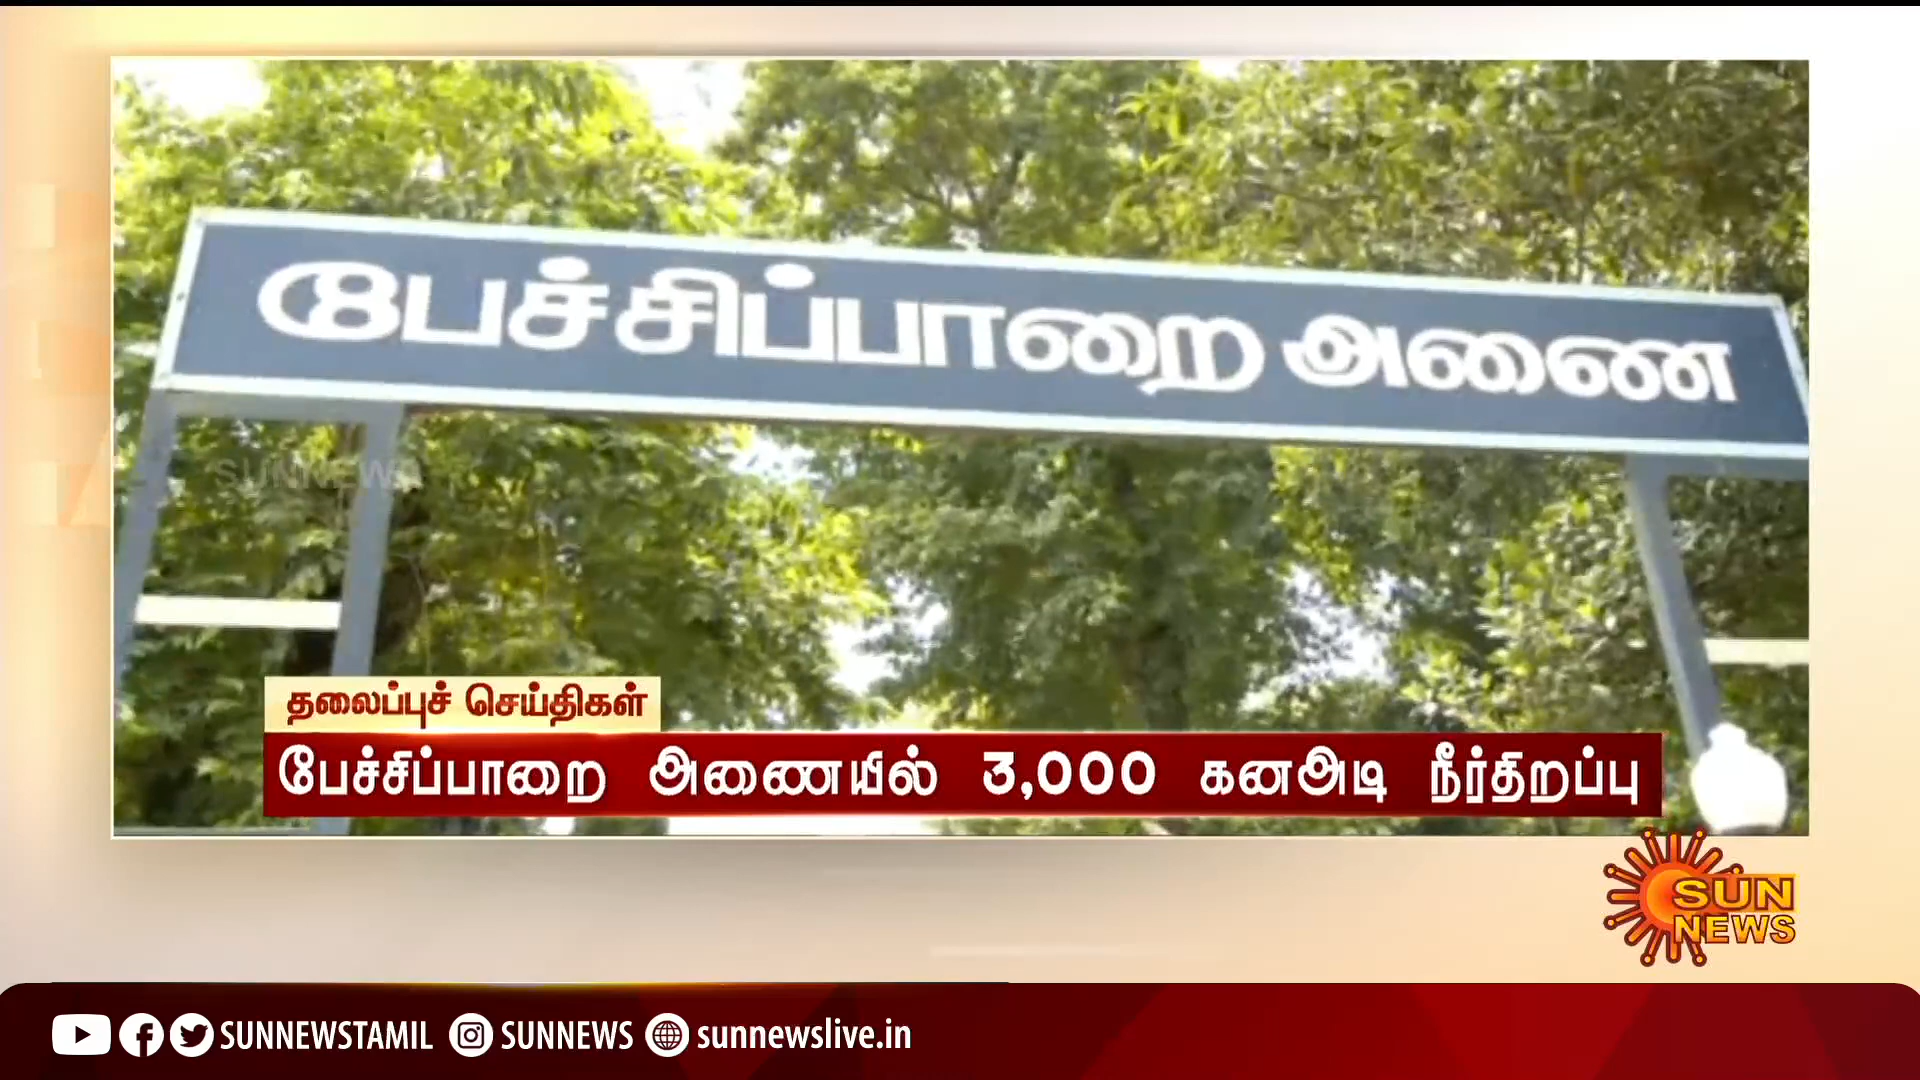 பேச்சிப்பாறை அணை
SUNNEWS
தலைப்புச் செய்திகள்
பேச்சிப்பாறை அணையில் 3,000 கனஅடி நீர்திறப்பு
SUN
NEWS
SUNNEWSTAMIL SUNNEWS sunnewslive.in